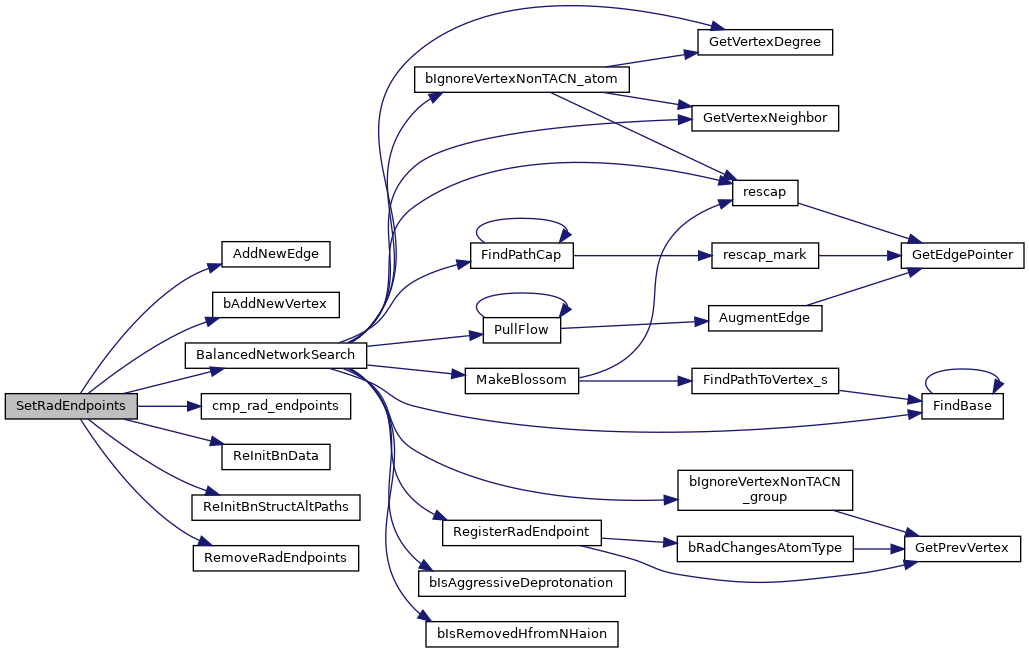 GetVertexDegree
bIgnoreVertexNonTACN_atom
GetVertexNeighbor
rescap
AddNewEdge
FindPathCap
rescap_mark
GetEdgePointer
bAddNewVertex
PullFlow
AugmentEdge
BalancedNetworkSearch
MakeBlossom
FindPathToVertex_s
SetRadEndpoints
cmp_rad_endpoints
FindBase
ReInitBnData
bIgnoreVertexNonTACN
_group
ReInitBnStructAltPaths
RegisterRadEndpoint
bRadChangesAtomType
GetPrevVertex
RemoveRadEndpoints
bIsAggressiveDeprotonation
bIsRemovedHfromNHaion